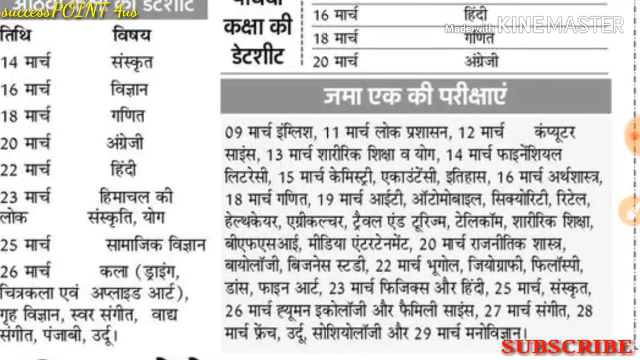 successPOINT 4us
डेटशीट
तिथि विषय
14 मार्च संस्कृत
16 मार्च विज्ञान
18 मार्च गणित
20 मार्च अंग्रेजी
22 मार्च हिंदी
23 मार्च हिमाचल की
लोक संस्कृति, योग
25 मार्च सामाजिक विज्ञान
26 मार्च कला (ड्राइंग,
चित्रकला एवं अप्लाइड आर्ट),
गृह विज्ञान, स्वर संगीत, वाद्य
संगीत, पंजाबी, उर्दू।
कक्षा की
डेटशीट
16 मार्च हिंदी
18 मार्च गणित
20 मार्च अंग्रेजी
Made with KINEMASTER
जमा एक की परीक्षाएं
09 मार्च इंग्लिश, 11 मार्च लोक प्रशासन, 12 मार्च कंप्यूटर
साइंस, 13 मार्च शारीरिक शिक्षा व योग, 14 मार्च फाइनेंशियल
लिटरेसी, 15 मार्च केमिस्ट्री, एकाउंटेंसी, इतिहास, 16 मार्च अर्थशास्त्र,
18 मार्च गणित, 19 मार्च आईटी, ऑटोमोबाइल, सिक्योरिटी, रिटेल,
हेल्थकेयर, एग्रीकल्चर, ट्रैवल एंड टूरिज्म, टेलिकॉम, शारीरिक शिक्षा,
बीएफएसआई, मीडिया एंटरटेनमेंट, 20 मार्च राजनीतिक शास्त्र,
बायोलॉजी, बिजनेस स्टडी, 22 मार्च भूगोल, जियोग्राफी, फिलॉस्पी,
डांस, फाइन आर्ट, 23 मार्च फिजिक्स और हिंदी, 25 मार्च, संस्कृत,
26 मार्च ह्यूमन इकोलॉजी और फैमिली साइंस, 27 मार्च संगीत, 28
मार्च फ्रेंच, उर्दू, सोशियोलॉजी और 29 मार्च मनोविज्ञान।
SUBSCRIBE